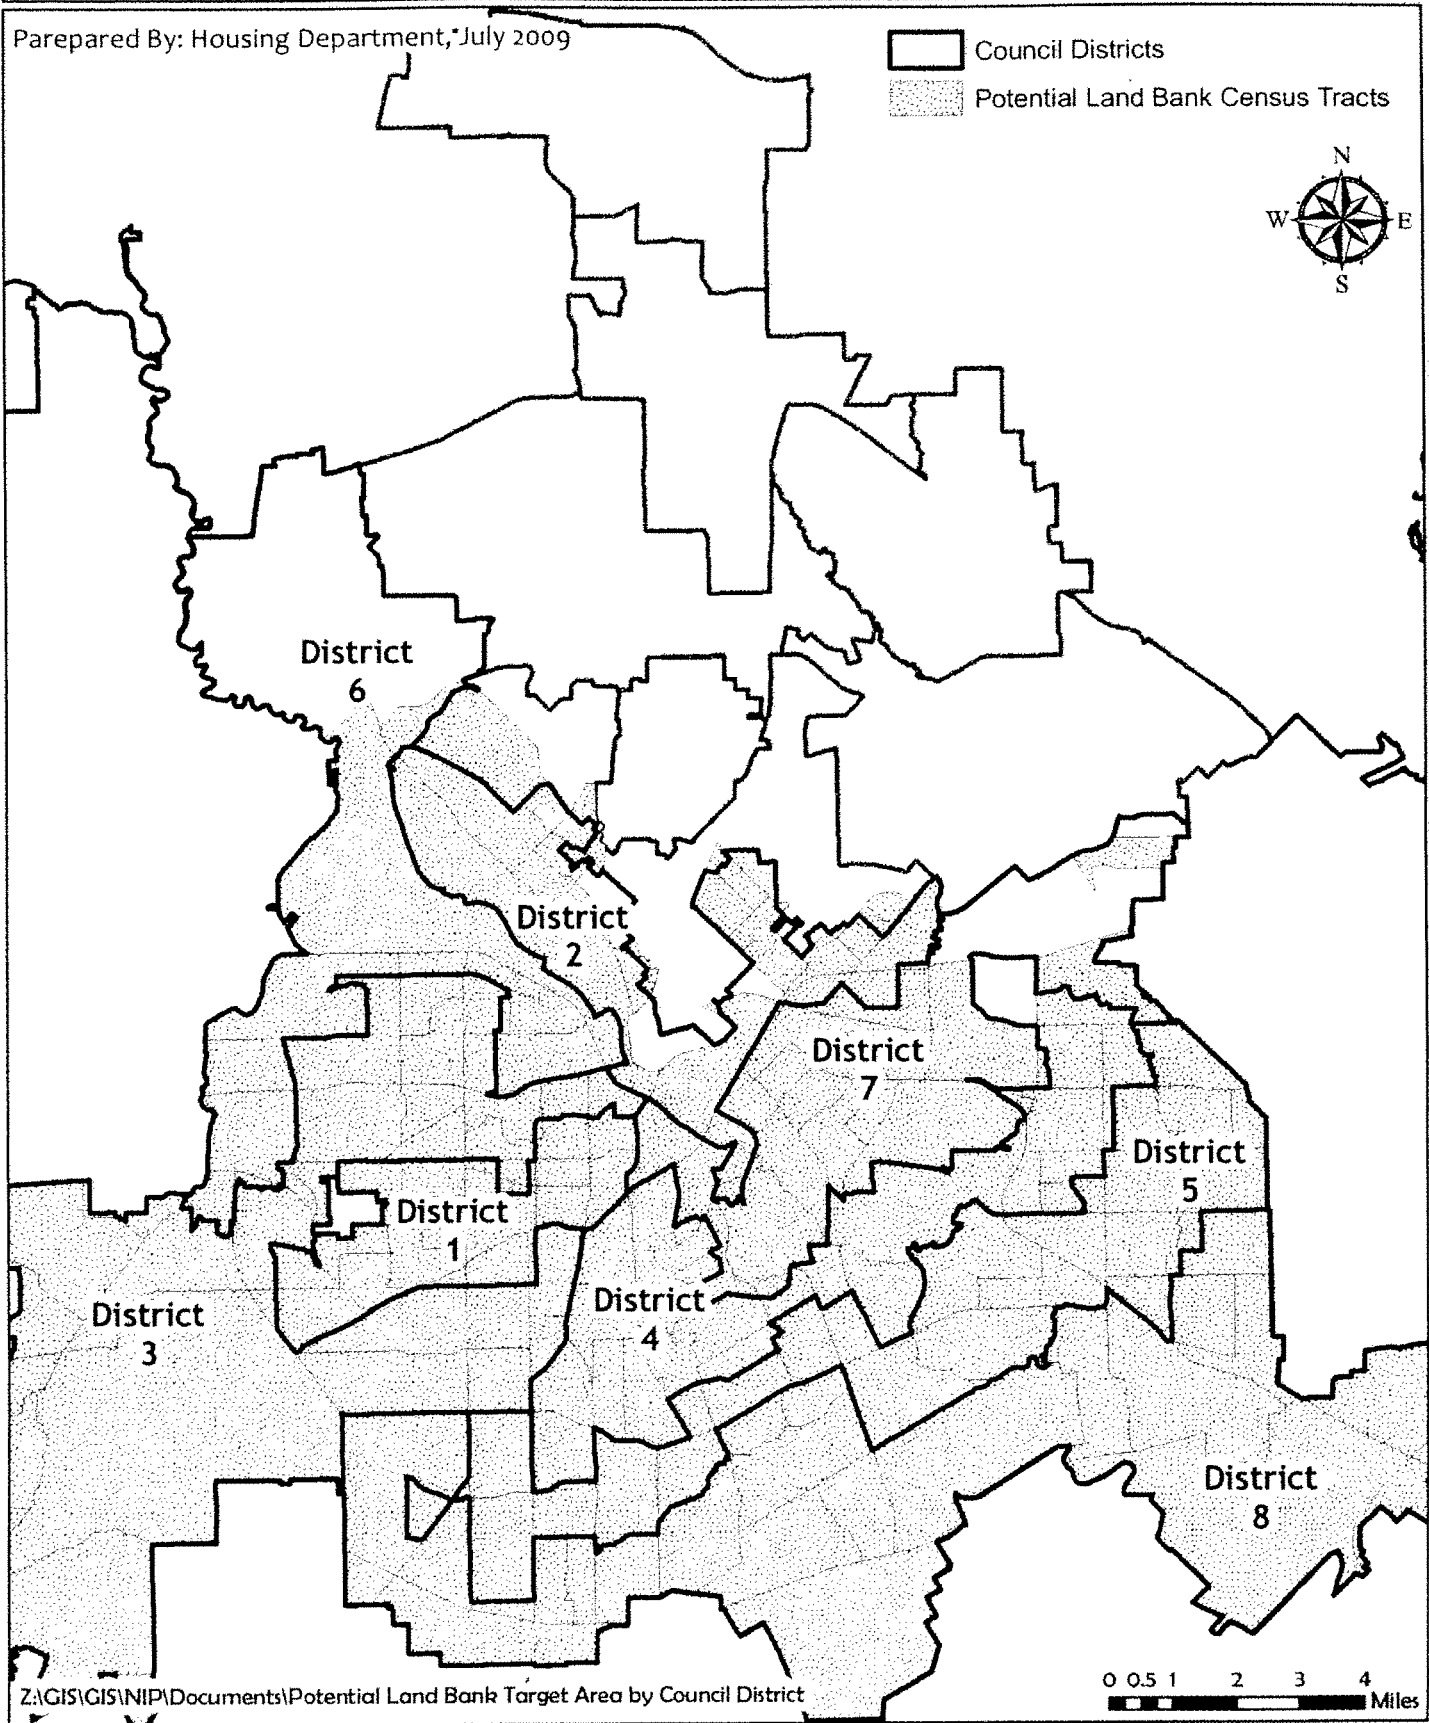 Parepared By: Housing Department, July 2009
Council Districts
Potential Land Bank Census Tracts
N
W E
S
District
6
District
2
District
7
District
5
District
1
District
3
District
4
District
8
0 0.5 1 2 3 4
Miles
Z:\GIS\GIS\NIP\Documents\Potential Land Bank Target Area by Council District